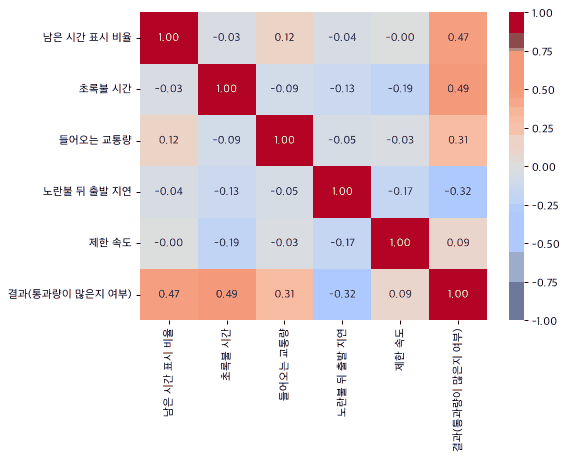 남은 시간 표시 비율 1.00 -0.03 0.12 -0.04 -0.00 0.47
초록불 시간 -0.03 1.00 -0.09 -0.13 -0.19 0.49
들어오는 교통량 0.12 -0.09 1.00 -0.05 -0.03 0.31
노란불 뒤 출발 지연 -0.04 -0.13 -0.05 1.00 -0.17 -0.32
제한 속도 -0.00 -0.19 -0.03 -0.17 1.00 0.09
결과(통과량이 많은지 여부) 0.47 0.49 0.31 -0.32 0.09 1.00
남은 시간 표시 비율
초록불 시간
들어오는 교통량
노란불 뒤 출발 지연
제한 속도
결과(통과량이 많은지 여부)
1.00
0.75
0.50
0.25
0.00
-0.25
-0.50
-0.75
-1.00